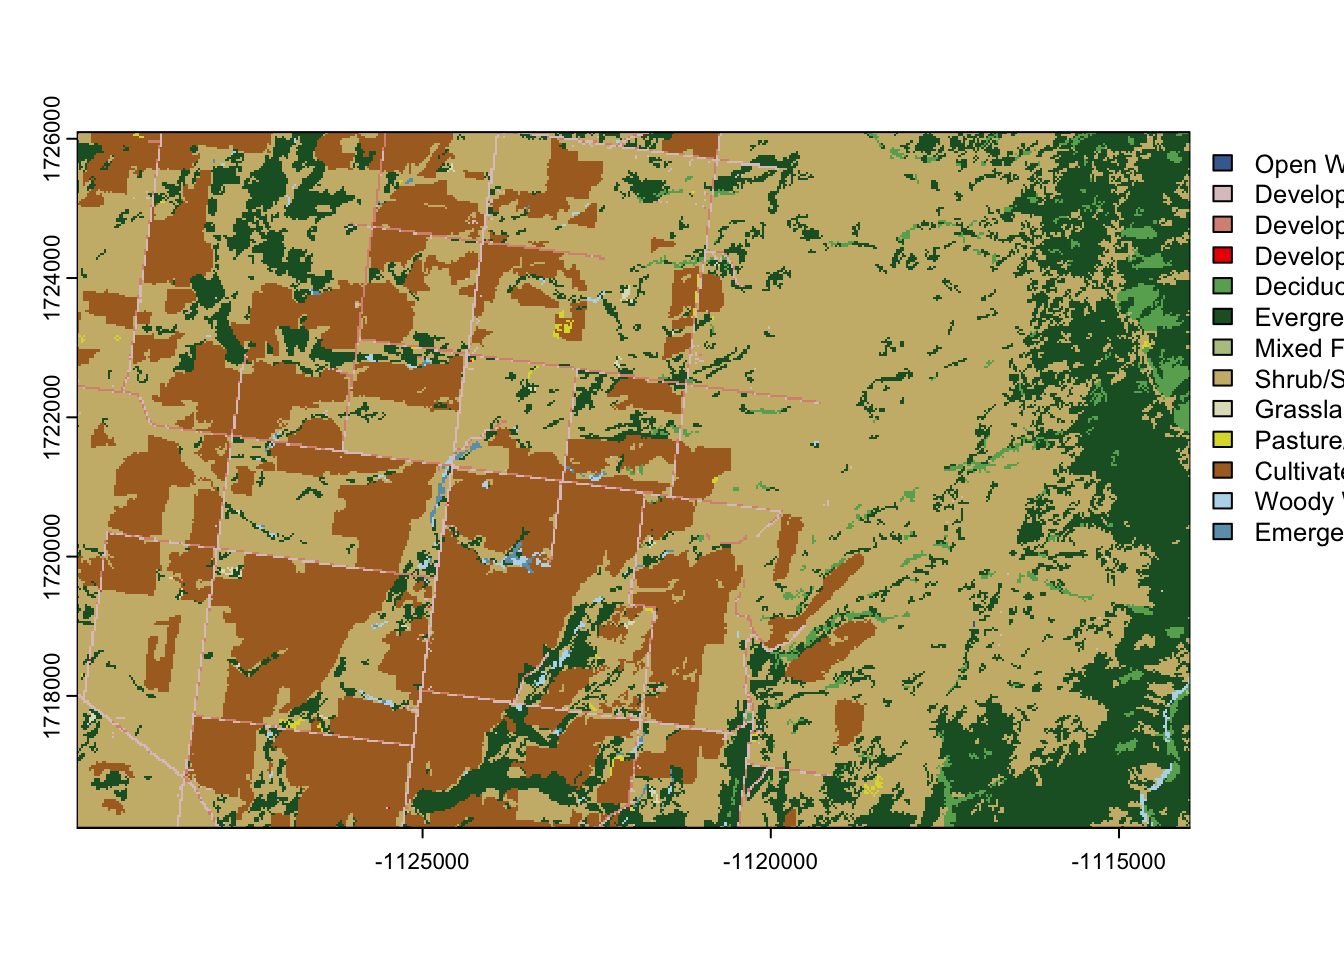 1726000
1724000
1722000
1720000
1718000
-1125000
-1120000
-1115000
Open W
Develop
Develop
Develop
Deciduo
Evergre
Mixed F
Shrub/S
Grassla
Pasture/
Cultivate
Woody W
Emerge